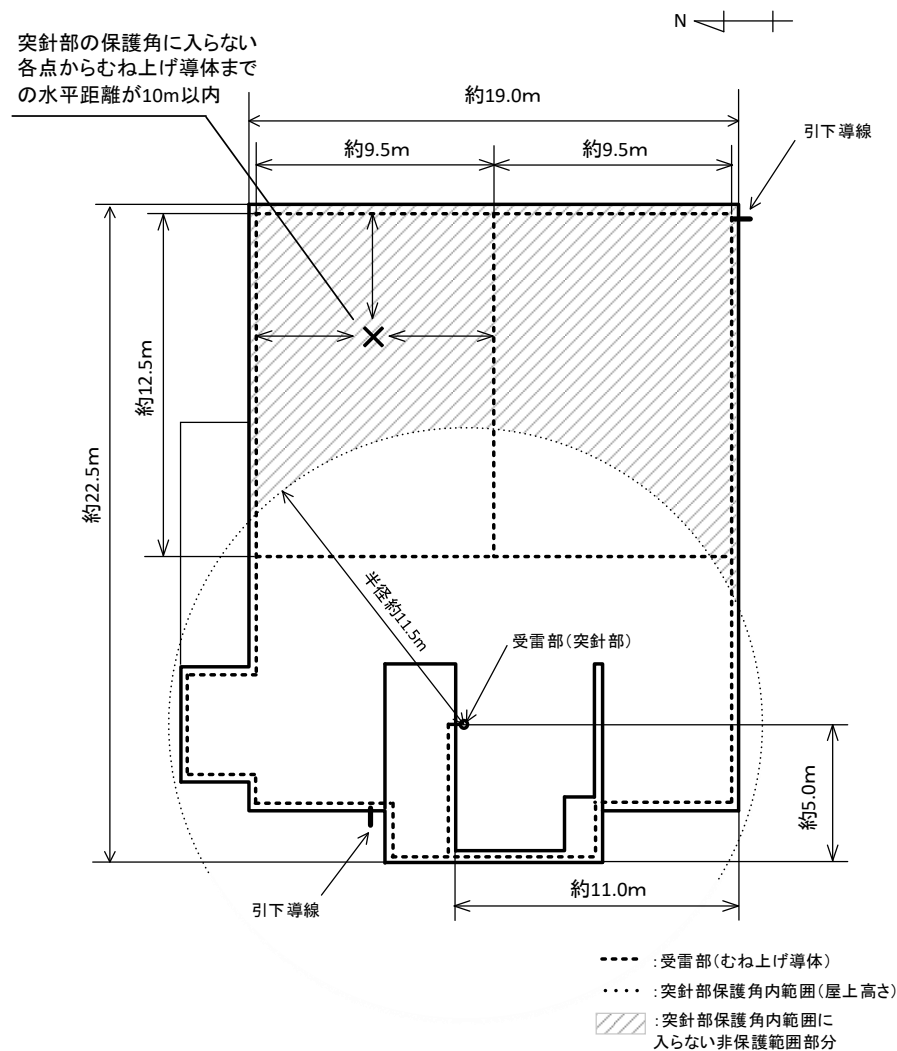 N
突針部の保護角に入らない
各点からむね上げ導体まで
の水平距離が10m以内
約19.0m
引下導線
約9.5m
約9.5m
約12.5m
約22.5m
半径約11.5m
受雷部(突針部)
約5.0m
約11.0m
引下導線
:受雷部(むね上げ導体)
:突針部保護角内範囲(屋上高さ)
:突針部保護角内範囲に
入らない非保護範囲部分